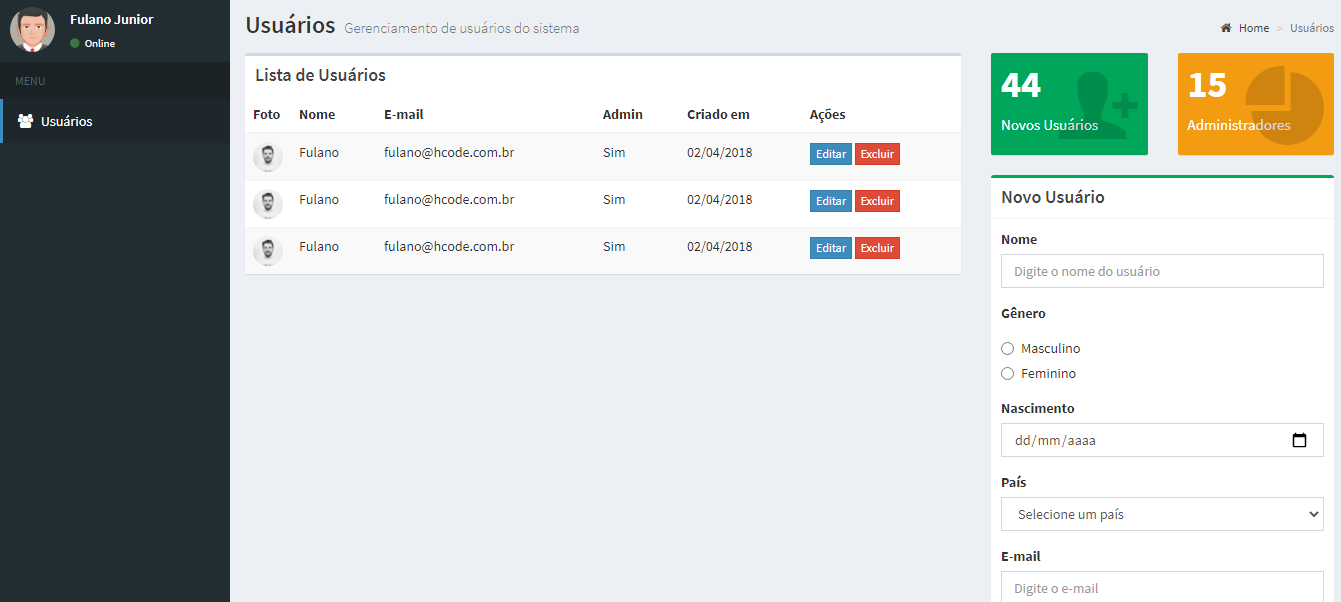 Fulano Junior
Online
MENU
Usuários
Usuários Gerenciamento de usuários do sistema
Home > Usuários
Lista de Usuários
Foto Nome E-mail Admin Criado em Ações
Fulano fulano@hcode.com.br Sim 02/04/2018 Editar Excluir
Fulano fulano@hcode.com.br Sim 02/04/2018 Editar Excluir
Fulano fulano@hcode.com.br Sim 02/04/2018 Editar Excluir
44
Novos Usuários
15
Administradores
Novo Usuário
Nome
Digite o nome do usuário
Gênero
Masculino
Feminino
Nascimento
dd/mm/aaaa
País
Selecione um país
E-mail
Digite o e-mail